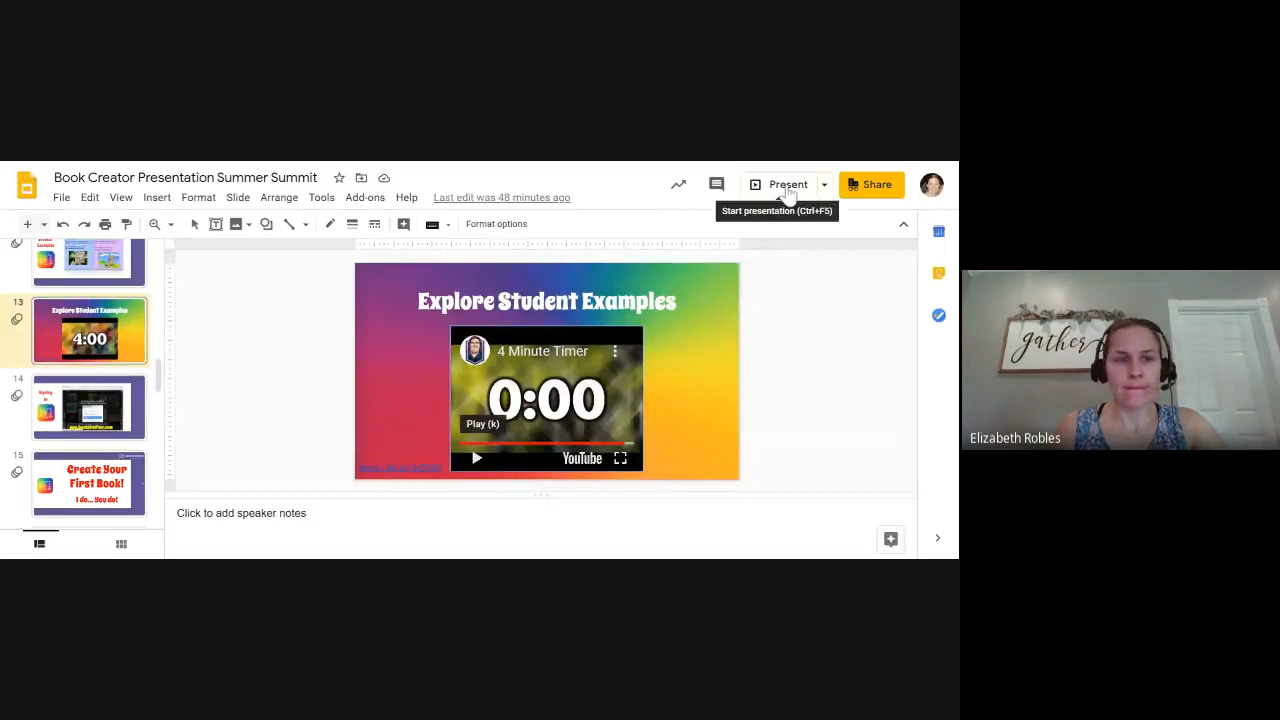 Book Creator Presentation Summer Summit
File Edit View Insert Format Slide Arrange Tools Add-ons Help Last edit was 48 minutes ago
Present
Share
Start presentation (Ctrl+F5)
Format options
13
Explore Student Examples
4:00
14
15
Create Your
First Book!
I do... You do!
Explore Student Examples
4 Minute Timer
0:00
Play (k)
YouTube
Click to add speaker notes
gather
Elizabeth Robles